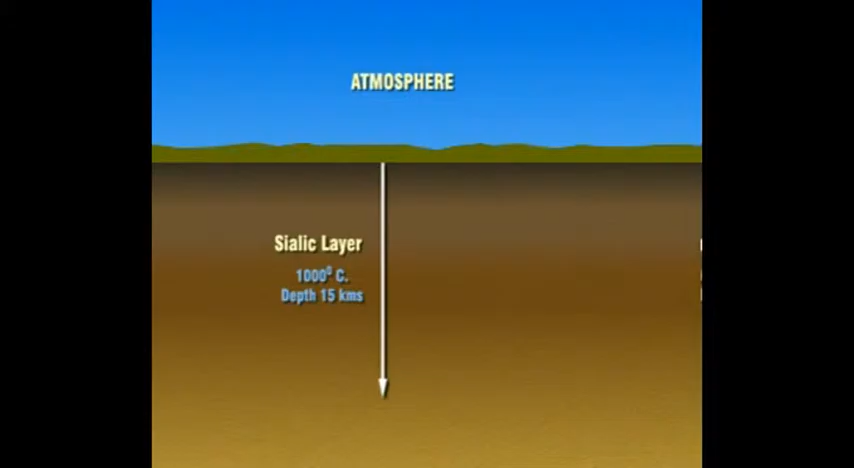 ATMOSPHERE
Sialic Layer
1000⁰ C.
Depth 15 kms